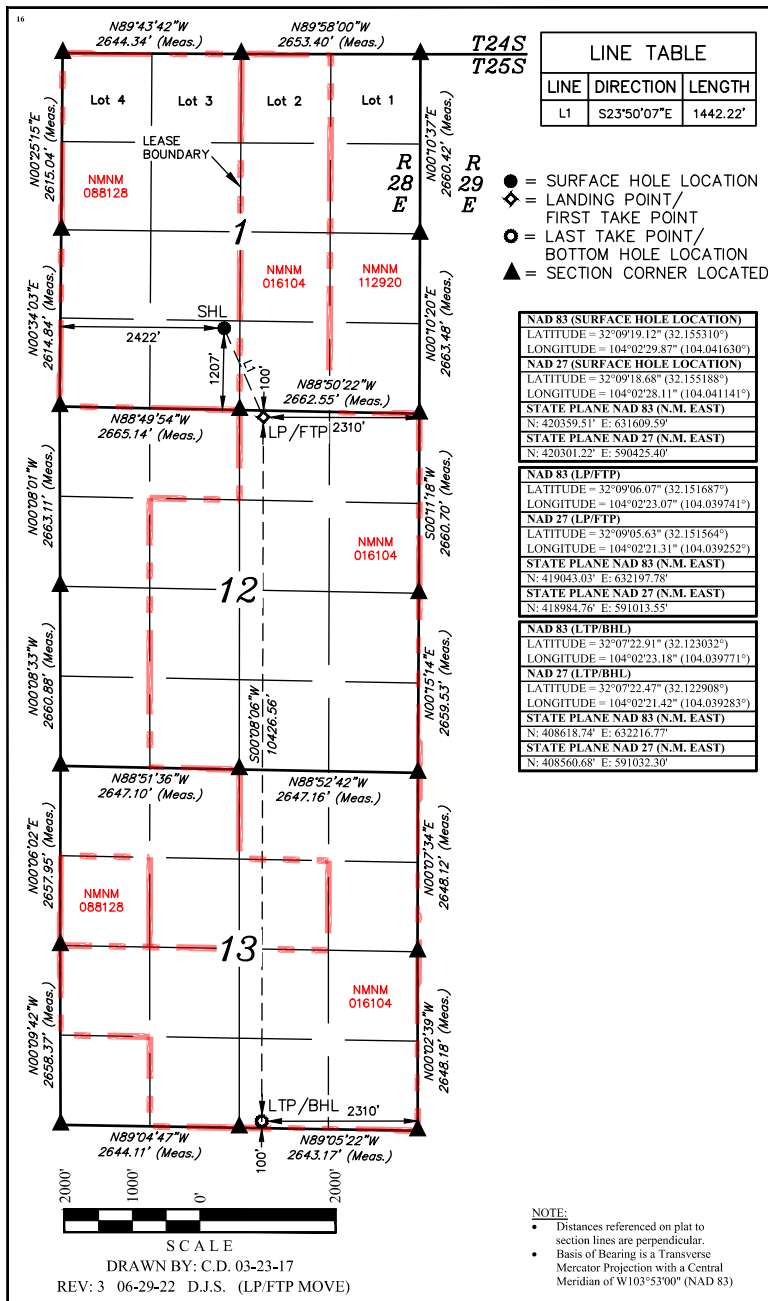 16
N89°43'42"W
2644.34' (Meas.)
N89°58'00"W
2653.40' (Meas.)
T24S
T25S
LINE TABLE
LINE DIRECTION LENGTH
L1 S23°50'07"E 1442.22'
Lot 4
Lot 3
Lot 2
Lot 1
N00°25'15"E
2615.04' (Meas.)
LEASE
BOUNDARY
NMNM
088128
R
28
E
R
29
E
N00°10'37"E
2660.42' (Meas.)
= SURFACE HOLE LOCATION
= LANDING POINT/
FIRST TAKE POINT
= LAST TAKE POINT/
BOTTOM HOLE LOCATION
= SECTION CORNER LOCATED
1
NMNM
016104
NMNM
112920
N00°34'03"E
2614.84' (Meas.)
SHL
2422'
1207'
L1
100'
N00°10'20"E
2663.48' (Meas.)
N88°50'22"W
2662.55' (Meas.)
N88°49'54"W
2665.14' (Meas.)
LP/FTP
2310'
NAD 83 (SURFACE HOLE LOCATION)
LATITUDE = 32°09'19.12" (32.155310°)
LONGITUDE = 104°02'29.87" (104.041630°)
NAD 27 (SURFACE HOLE LOCATION)
LATITUDE = 32°09'18.68" (32.155188°)
LONGITUDE = 104°02'28.11" (104.041141°)
STATE PLANE NAD 83 (N.M. EAST)
N: 420359.51' E: 631609.59'
STATE PLANE NAD 27 (N.M. EAST)
N: 420301.22' E: 590425.40'
NAD 83 (LP/FTP)
LATITUDE = 32°09'06.07" (32.151687°)
LONGITUDE = 104°02'23.07" (104.039741°)
NAD 27 (LP/FTP)
LATITUDE = 32°09'05.63" (32.151564°)
LONGITUDE = 104°02'21.31" (104.039252°)
STATE PLANE NAD 83 (N.M. EAST)
N: 419043.03' E: 632197.78'
STATE PLANE NAD 27 (N.M. EAST)
N: 418984.76' E: 591013.55'
NAD 83 (LTP/BHL)
LATITUDE = 32°07'22.91" (32.123032°)
LONGITUDE = 104°02'23.18" (104.039771°)
NAD 27 (LTP/BHL)
LATITUDE = 32°07'22.47" (32.122908°)
LONGITUDE = 104°02'21.42" (104.039283°)
STATE PLANE NAD 83 (N.M. EAST)
N: 408618.74' E: 632216.77'
STATE PLANE NAD 27 (N.M. EAST)
N: 408560.68' E: 591032.30'
N00°08'01"W
2663.11' (Meas.)
S00°11'18"W
2660.70' (Meas.)
NMNM
016104
12
N00°08'33"W
2660.88' (Meas.)
S00°08'06"W
10426.56'
N00°15'14"E
2659.53' (Meas.)
N88°51'36"W
2647.10' (Meas.)
N88°52'42"W
2647.16' (Meas.)
N00°06'02"E
2657.95' (Meas.)
NMNM
088128
N00°07'34"E
2648.12' (Meas.)
13
NMNM
016104
N00°09'42"W
2658.37' (Meas.)
N00°02'39"W
2648.18' (Meas.)
LTP/BHL
2310'
N89°04'47"W
2644.11' (Meas.)
100'
N89°05'22"W
2643.17' (Meas.)
2000'
1000'
0'
2000'
SCALE
DRAWN BY: C.D. 03-23-17
REV: 3 06-29-22 D.J.S. (LP/FTP MOVE)
NOTE:
• Distances referenced on plat to
section lines are perpendicular.
• Basis of Bearing is a Transverse
Mercator Projection with a Central
Meridian of W103°53'00" (NAD 83)